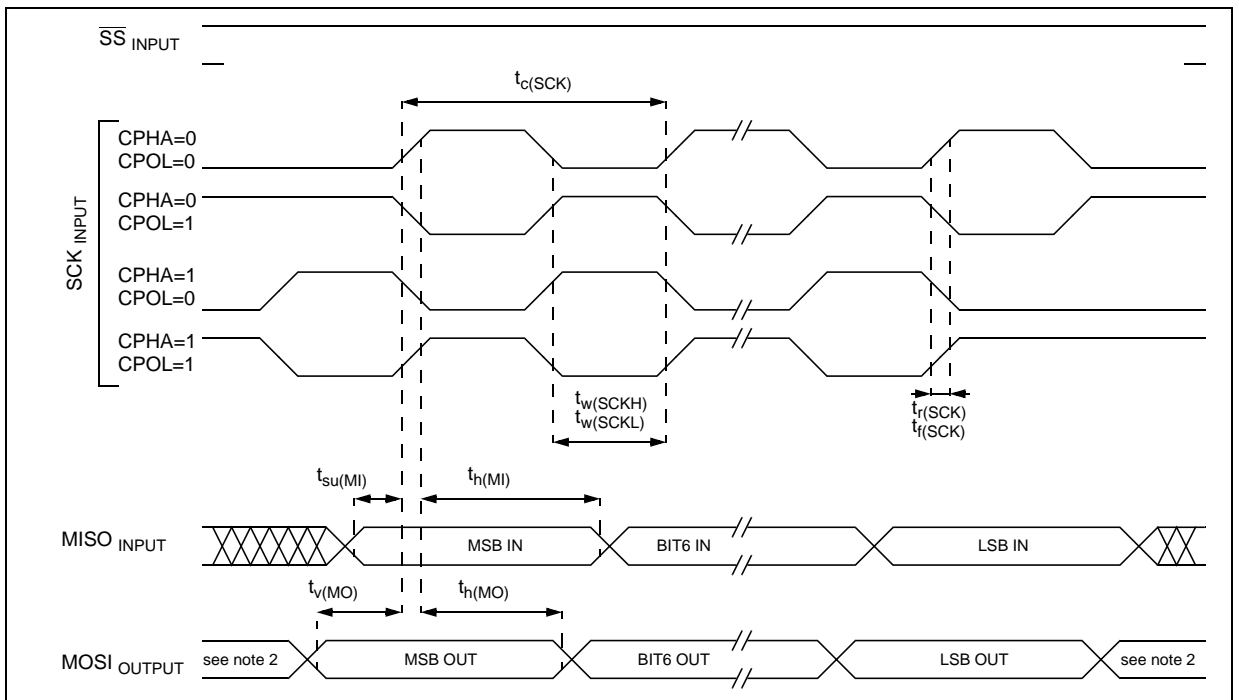 SS INPUT
tc(SCK)
SCK INPUT
CPHA=0
CPOL=0
CPHA=0
CPOL=1
CPHA=1
CPOL=0
CPHA=1
CPOL=1
tw(SCKH)
tw(SCKL)
tr(SCK)
tf(SCK)
tsu(MI)
th(MI)
MISO INPUT
MSB IN
BIT6 IN
LSB IN
tv(MO)
th(MO)
MOSI OUTPUT
see note 2
MSB OUT
BIT6 OUT
LSB OUT
see note 2